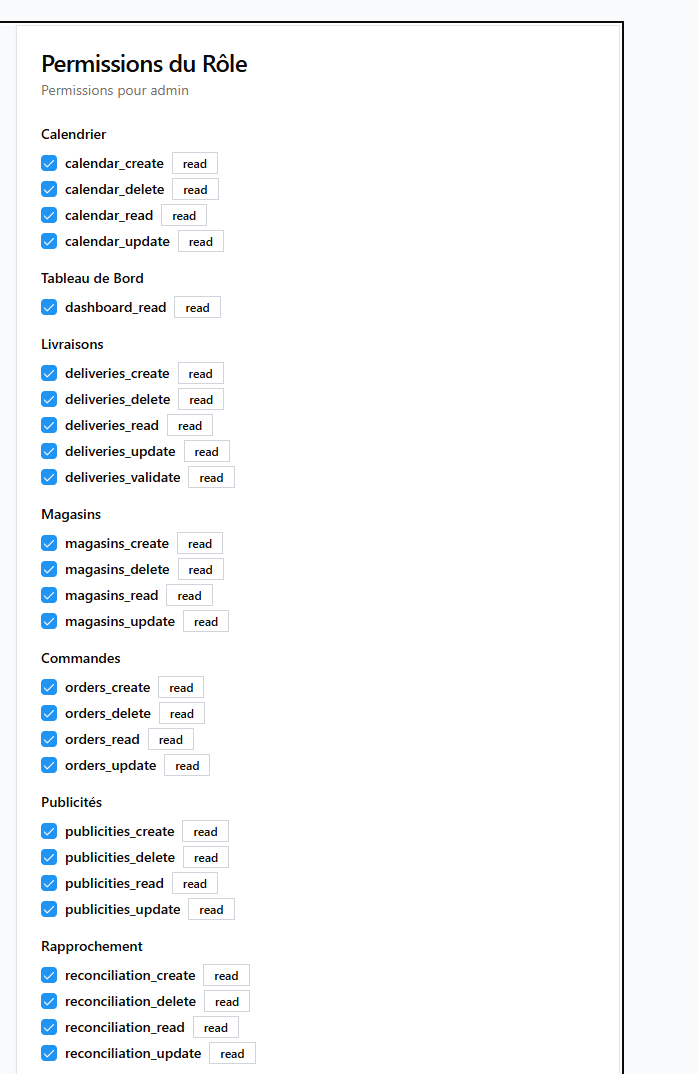 Permissions du Rôle
Permissions pour admin
Calendrier
calendar_create read
calendar_delete read
calendar_read read
calendar_update read
Tableau de Bord
dashboard_read read
Livraisons
deliveries_create read
deliveries_delete read
deliveries_read read
deliveries_update read
deliveries_validate read
Magasins
magasins_create read
magasins_delete read
magasins_read read
magasins_update read
Commandes
orders_create read
orders_delete read
orders_read read
orders_update read
Publicités
publicities_create read
publicities_delete read
publicities_read read
publicities_update read
Rapprochement
reconciliation_create read
reconciliation_delete read
reconciliation_read read
reconciliation_update read